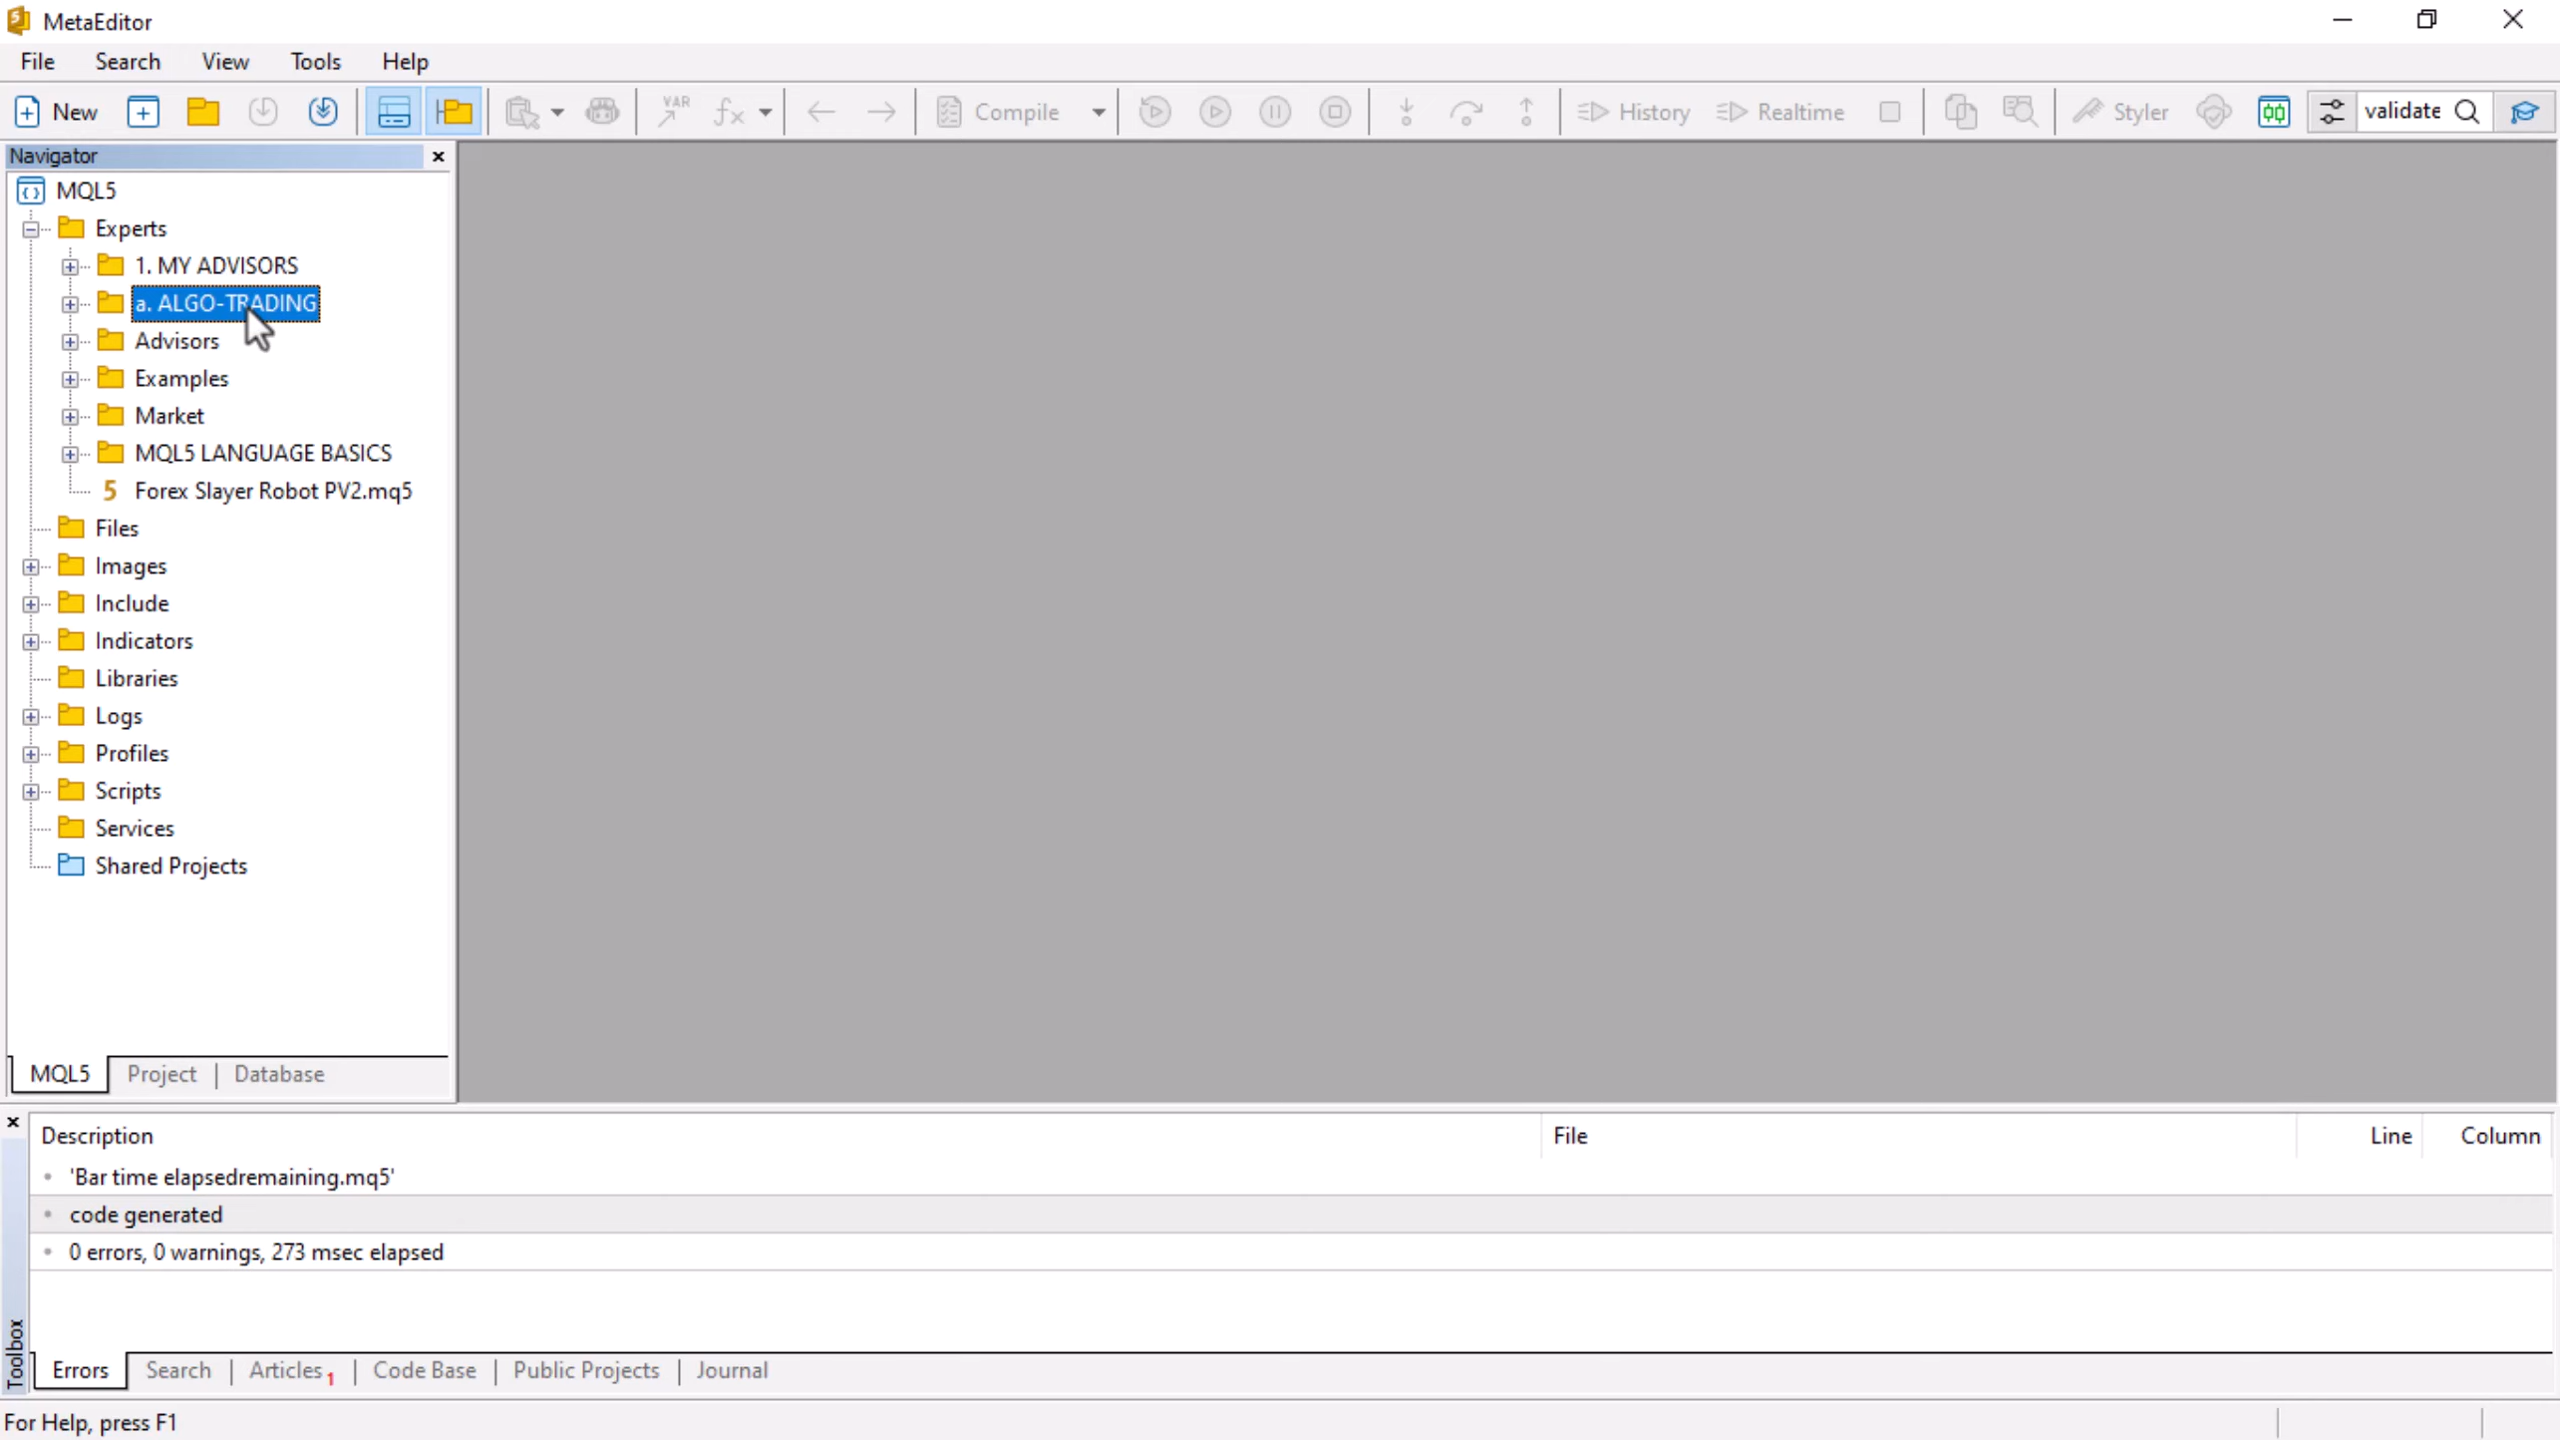 MetaEditor
File Search View Tools Help
New VAR fx Compile History Realtime Styler validate
Navigator
MQL5
Experts
1. MY ADVISORS
a. ALGO-TRADING
Advisors
Examples
Market
MQL5 LANGUAGE BASICS
5 Forex Slayer Robot PV2.mq5
Files
Images
Include
Indicators
Libraries
Logs
Profiles
Scripts
Services
Shared Projects
MQL5 Project Database
Description File Line Column
'Bar time elapsedremaining.mq5'
code generated
0 errors, 0 warnings, 273 msec elapsed
Toolbox
Errors Search Articles 1 Code Base Public Projects Journal
For Help, press F1